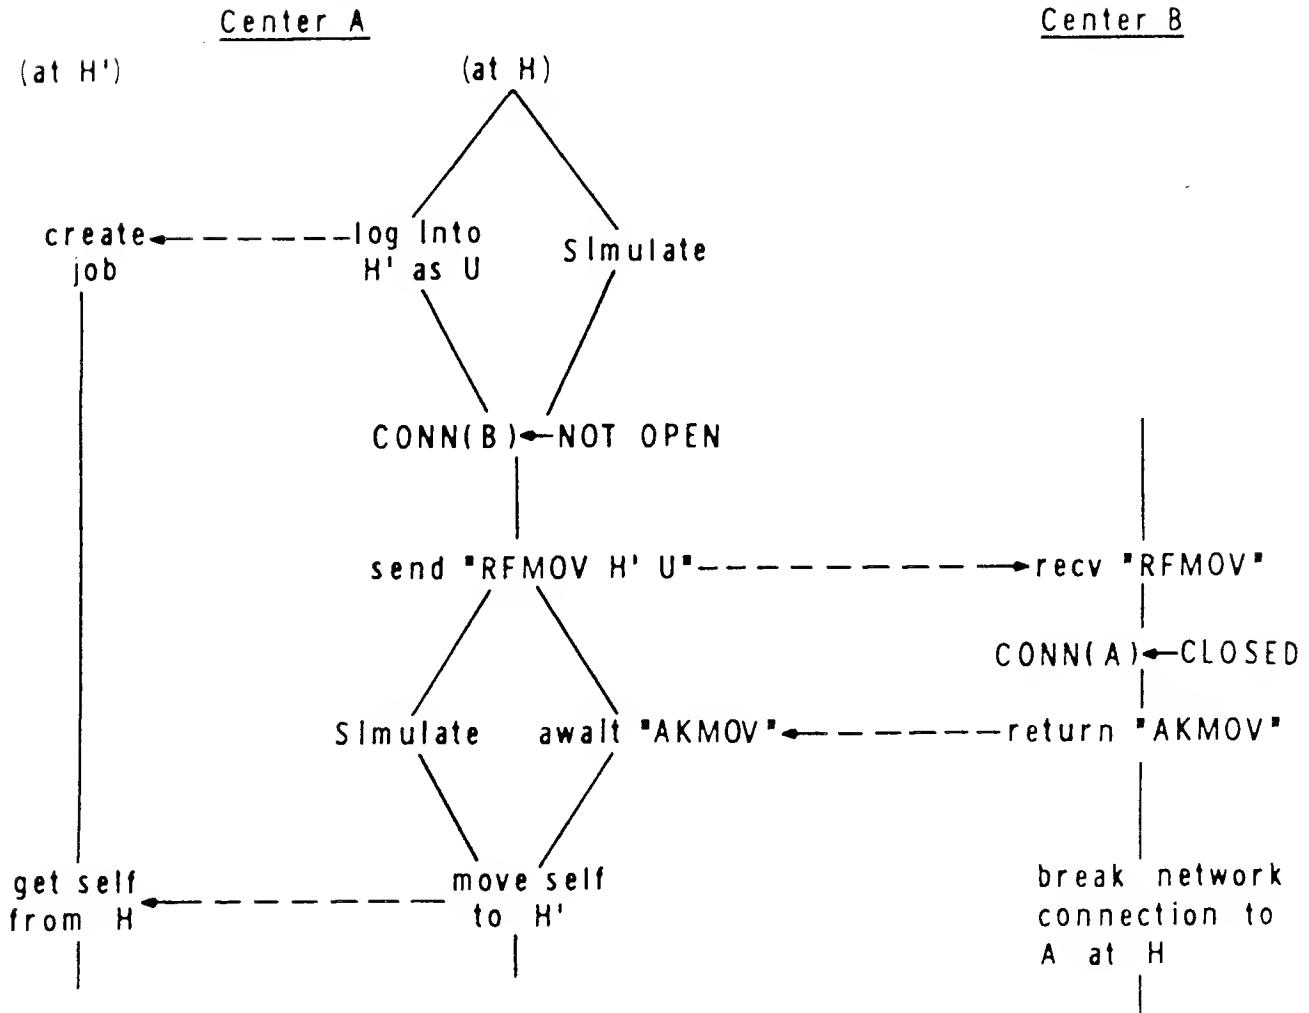 Center A
Center B
(at H')
(at H)
create
job
log into
H' as U
Simulate
CONN(B)←NOT OPEN
send "RFMOV H' U"
recv "RFMOV"
CONN(A)←CLOSED
Simulate
await "AKMOV"
return "AKMOV"
get self
from H
move self
to H'
break network
connection to
A at H